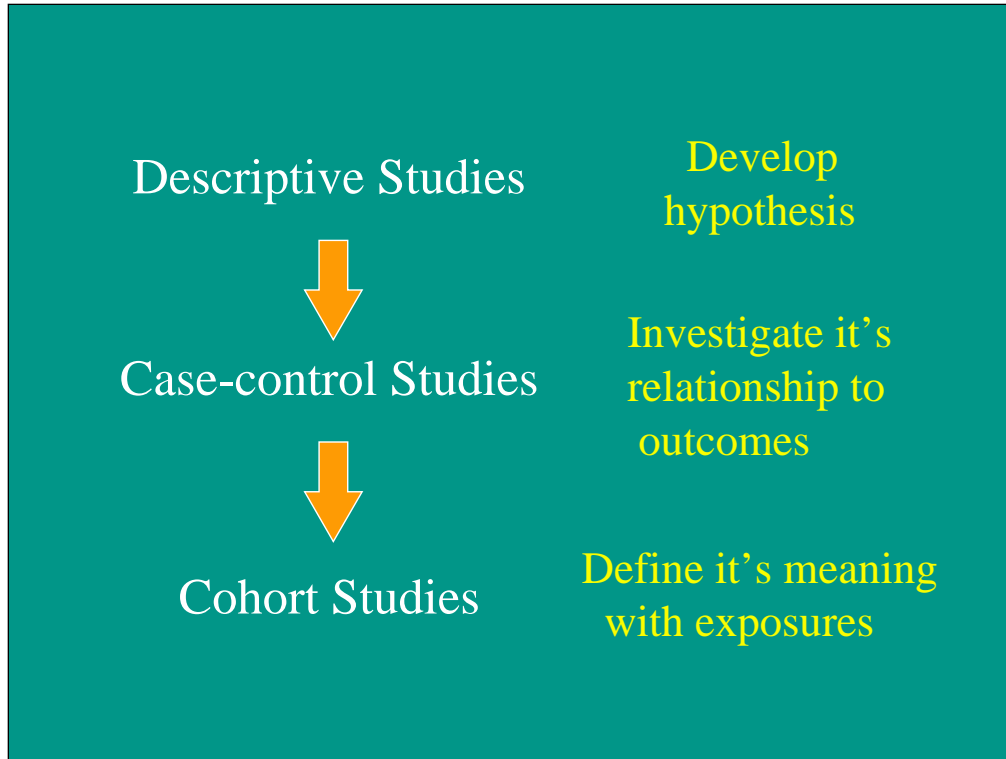 Descriptive Studies
Develop
hypothesis
Case-control Studies
Investigate it’s
relationship to
outcomes
Cohort Studies
Define it’s meaning
with exposures